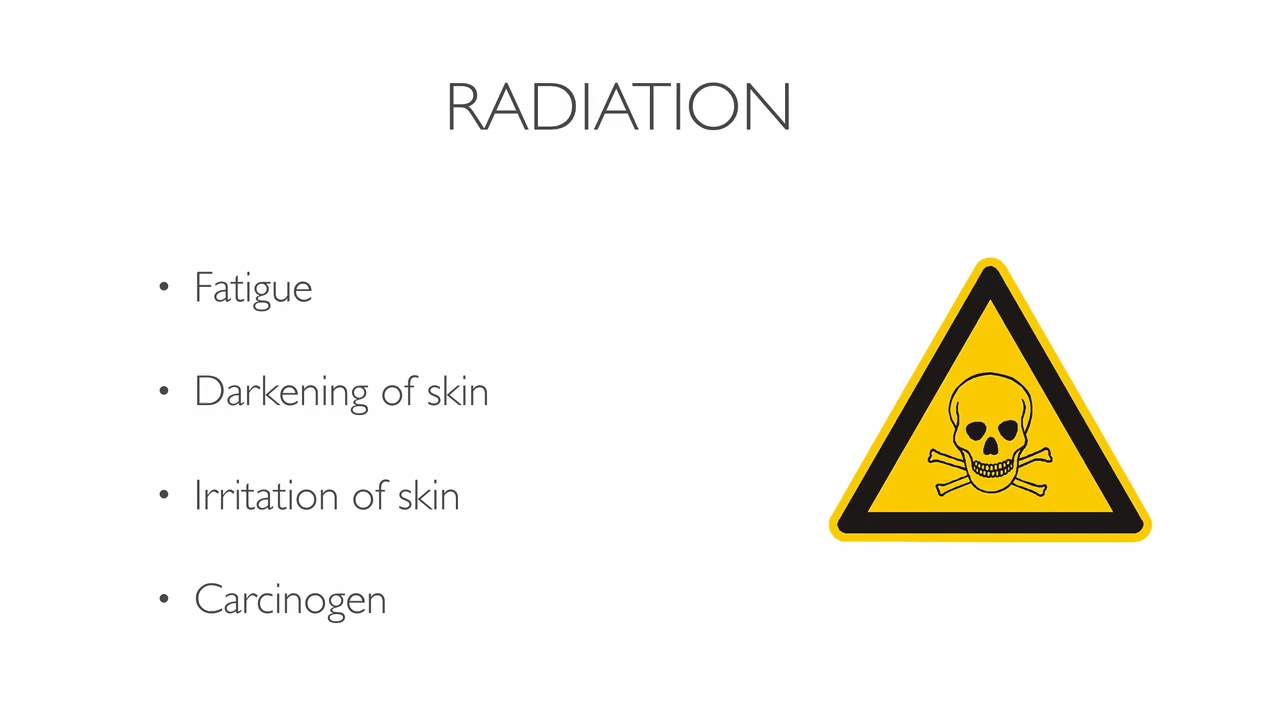 RADIATION
• Fatigue
• Darkening of skin
• Irritation of skin
• Carcinogen